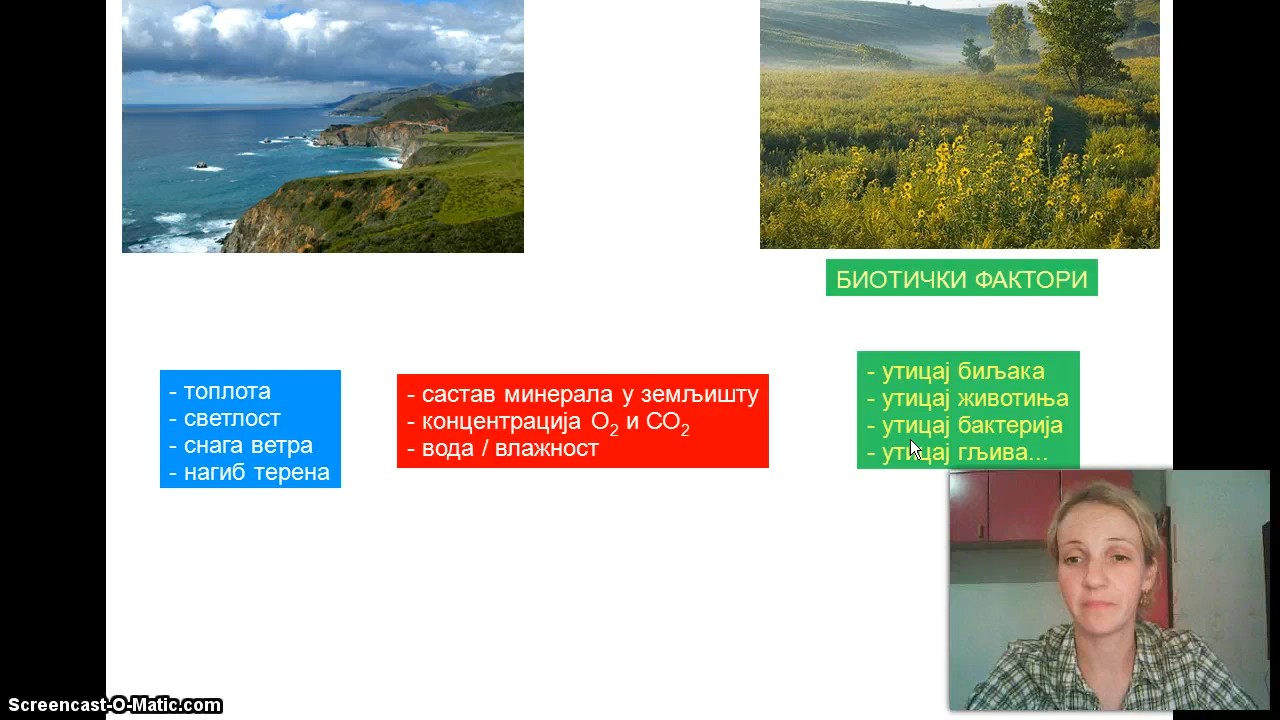 БИОТИЧКИ ФАКТОРИ
- топлота
- светлост
- снага ветра
- нагиб терена
- састав минерала у земљишту
- концентрација O₂ и CO₂
- вода / влажност
- утицај биљака
- утицај животиња
- утицај бактерија
- утицај гљива...
Screencast-O-Matic.com